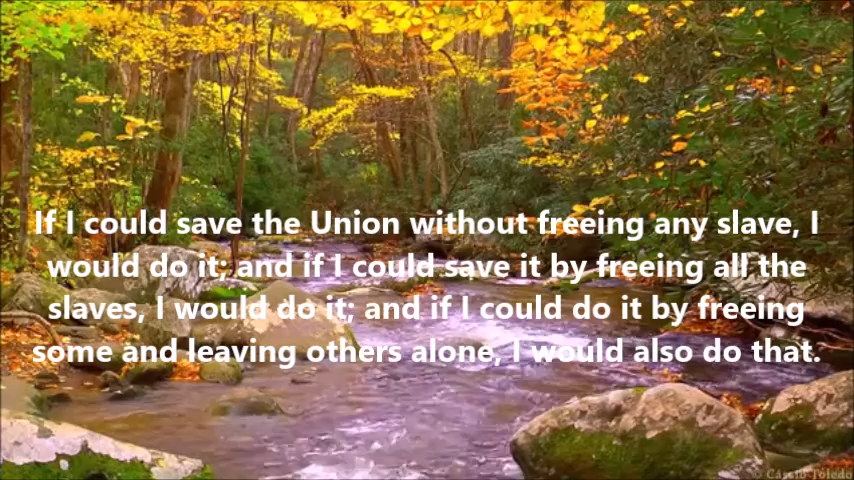 If I could save the Union without freeing any slave, I
would do it; and if I could save it by freeing all the
slaves, I would do it; and if I could do it by freeing
some and leaving others alone, I would also do that.
© Cássio Toledo